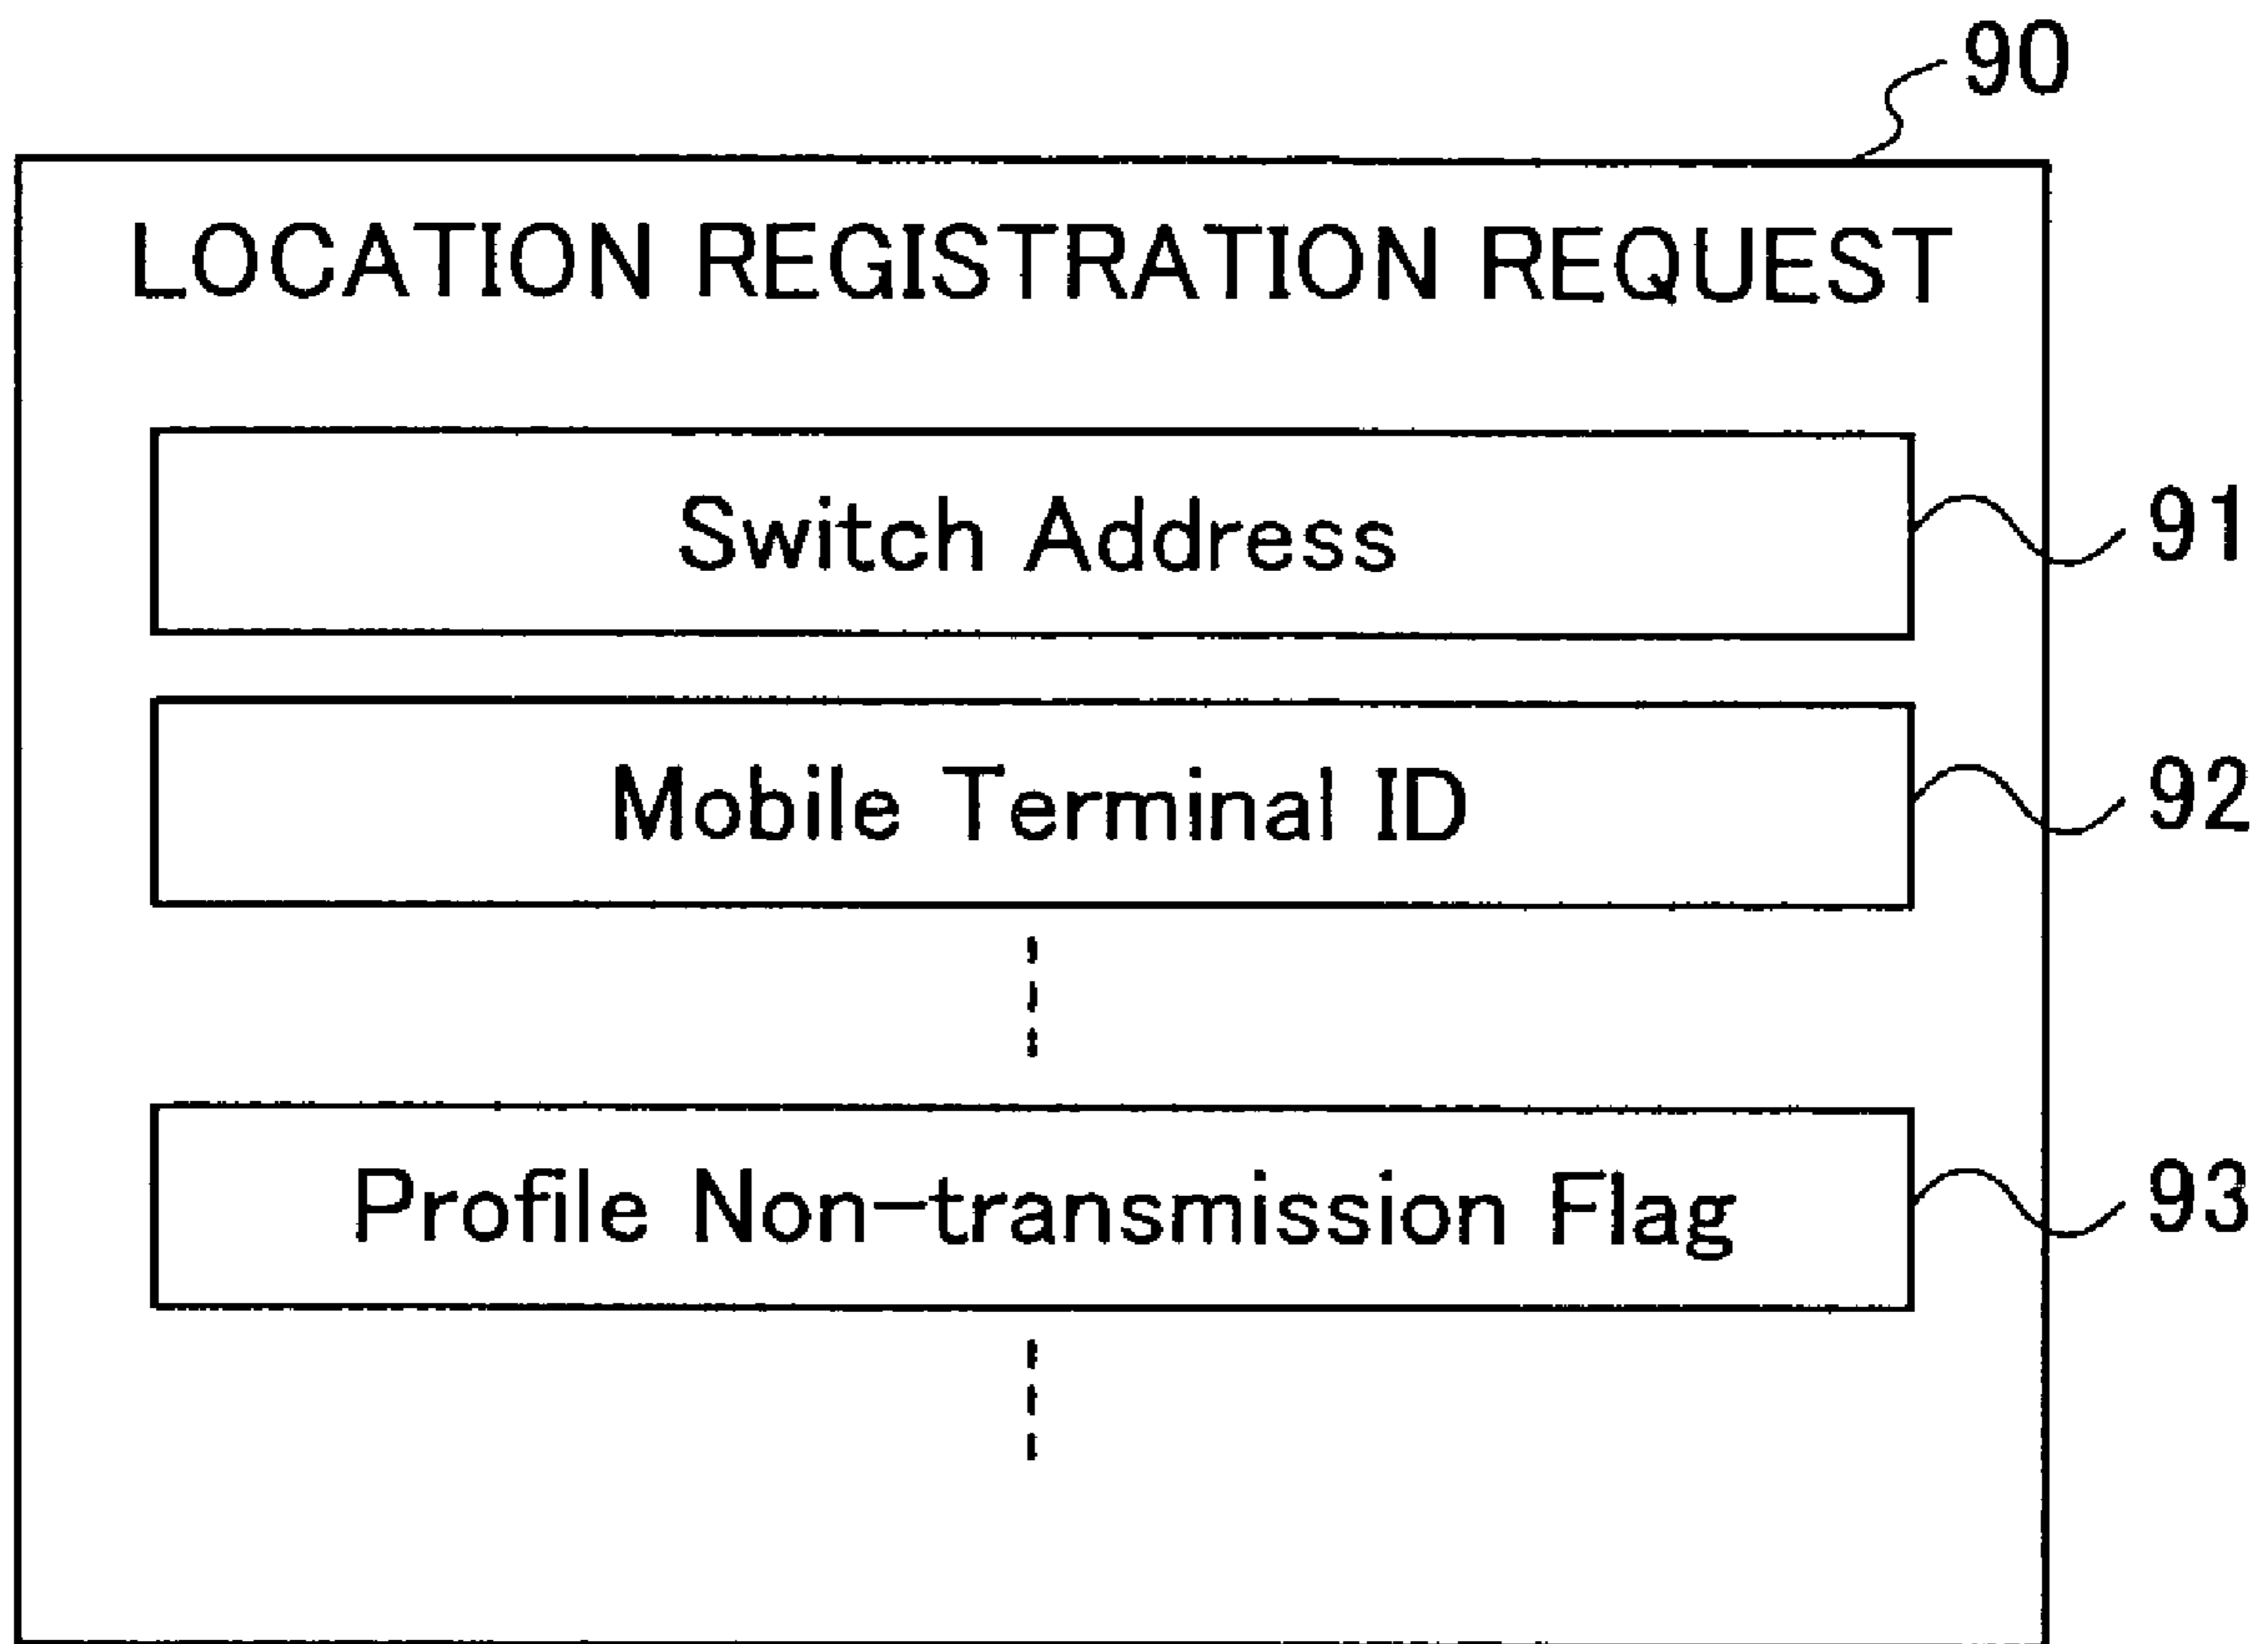 90
LOCATION REGISTRATION REQUEST
Switch Address 91
Mobile Terminal ID 92
Profile Non-transmission Flag 93